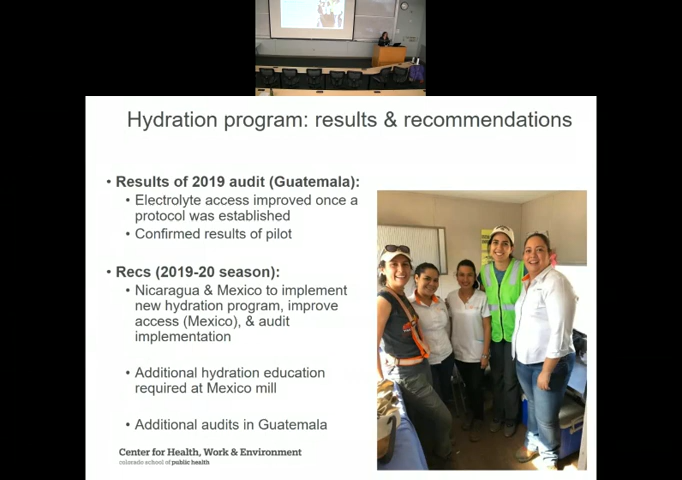 Hydration program: results & recommendations
• Results of 2019 audit (Guatemala):
• Electrolyte access improved once a
protocol was established
• Confirmed results of pilot
• Recs (2019-20 season):
• Nicaragua & Mexico to implement
new hydration program, improve
access (Mexico), & audit
implementation
• Additional hydration education
required at Mexico mill
• Additional audits in Guatemala
Center for Health, Work & Environment
colorado school of public health